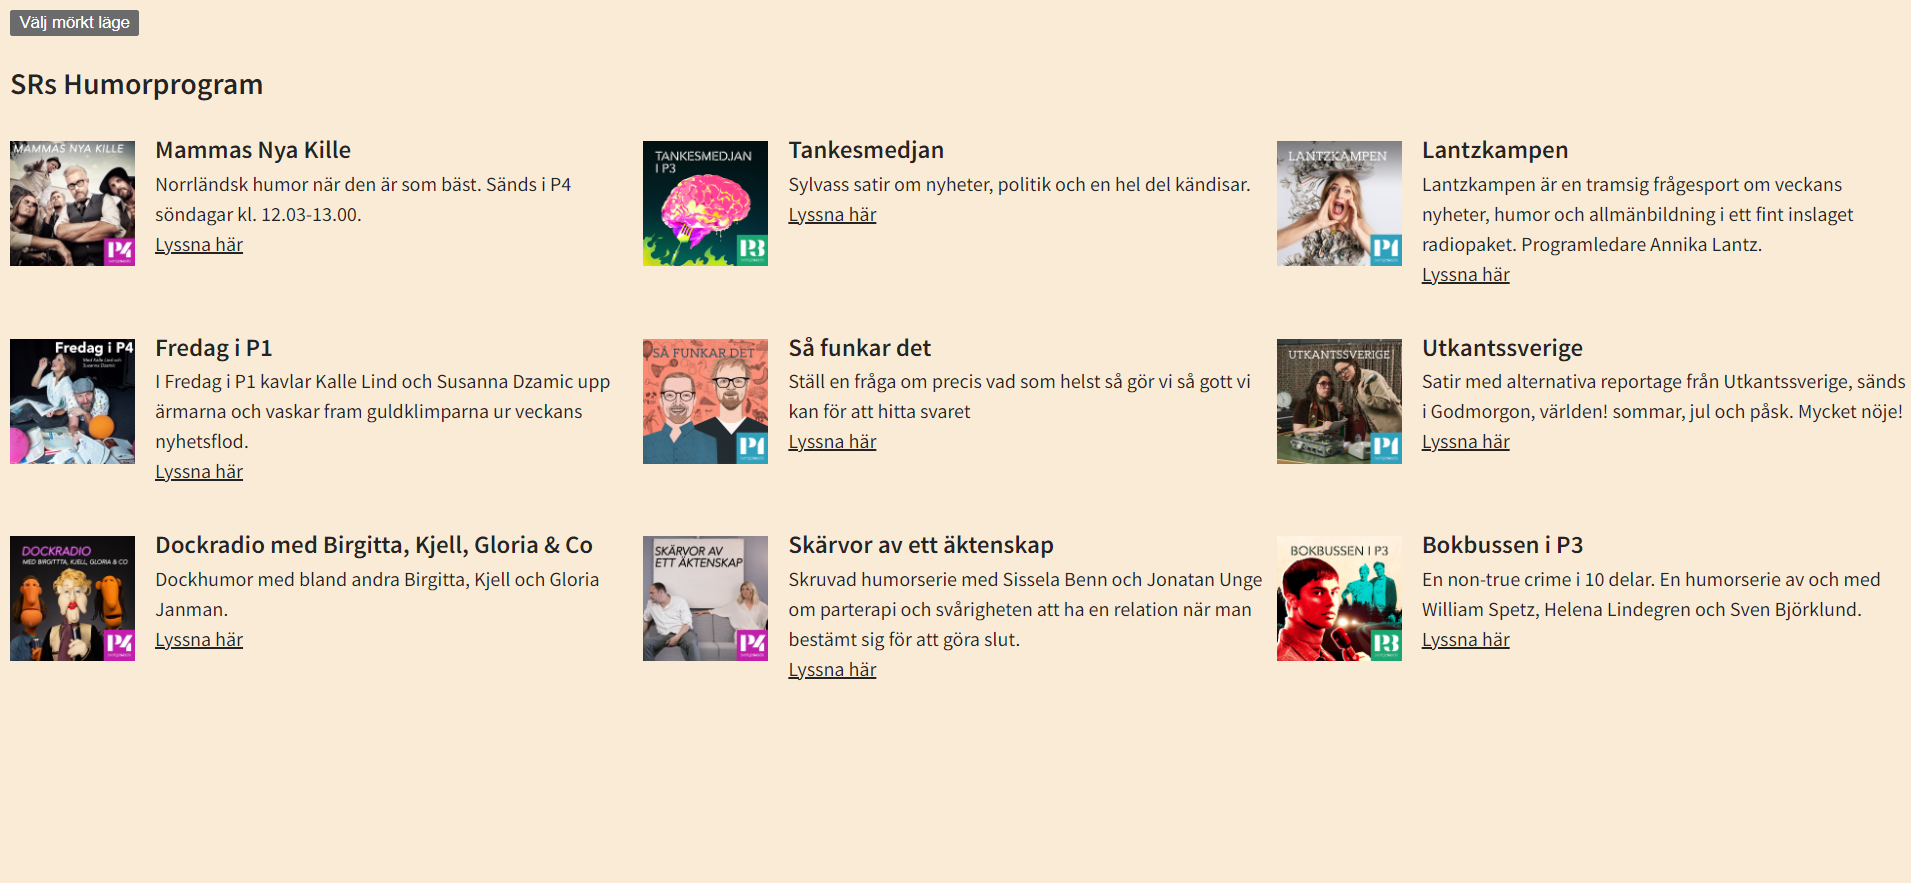 Välj mörkt läge
SRs Humorprogram
MAMMAS NYA KILLE
P4
Mammas Nya Kille
Norrländsk humor när den är som bäst. Sänds i P4
söndagar kl. 12.03-13.00.
Lyssna här
TANKESMEDJAN
I P3
P3
Tankesmedjan
Sylvass satir om nyheter, politik och en hel del kändisar.
Lyssna här
LANTZKAMPEN
P1
Lantzkampen
Lantzkampen är en tramsig frågesport om veckans
nyheter, humor och allmänbildning i ett fint inslaget
radiopaket. Programledare Annika Lantz.
Lyssna här
Fredag i P4
Med Kalle Lind och
Susanna Dzamic
Fredag i P1
I Fredag i P1 kavlar Kalle Lind och Susanna Dzamic upp
ärmarna och vaskar fram guldklimparna ur veckans
nyhetsflod.
Lyssna här
SÅ FUNKAR DET
P1
Så funkar det
Ställ en fråga om precis vad som helst så gör vi så gott vi
kan för att hitta svaret
Lyssna här
UTKANTSSVERIGE
P1
Utkantssverige
Satir med alternativa reportage från Utkantssverige, sänds
i Godmorgon, världen! sommar, jul och påsk. Mycket nöje!
Lyssna här
DOCKRADIO
MED BIRGITTTA, KJELL, GLORIA & CO
P4
Dockradio med Birgitta, Kjell, Gloria & Co
Dockhumor med bland andra Birgitta, Kjell och Gloria
Janman.
Lyssna här
SKÄRVOR AV
ETT ÄKTENSKAP
P4
Skärvor av ett äktenskap
Skruvad humorserie med Sissela Benn och Jonatan Unge
om parterapi och svårigheten att ha en relation när man
bestämt sig för att göra slut.
Lyssna här
BOKBUSSEN I P3
P3
Bokbussen i P3
En non-true crime i 10 delar. En humorserie av och med
William Spetz, Helena Lindegren och Sven Björklund.
Lyssna här